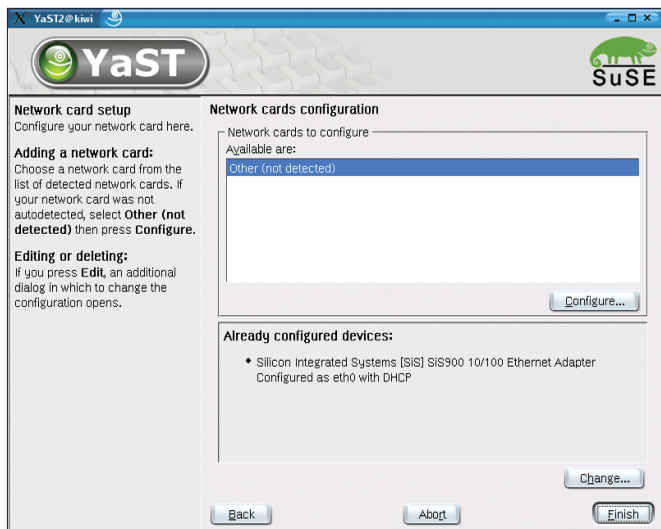 YaST2@kiwi
YaST
SuSE
Network card setup
Configure your network card here.
Adding a network card:
Choose a network card from the
list of detected network cards. If
your network card was not
autodetected, select Other (not
detected) then press Configure.
Editing or deleting:
If you press Edit, an additional
dialog in which to change the
configuration opens.
Network cards configuration
Network cards to configure
Available are:
Other (not detected)
Configure...
Already configured devices:
• Silicon Integrated Systems [SiS] SiS900 10/100 Ethernet Adapter
Configured as eth0 with DHCP
Change...
Back
Abort
Finish